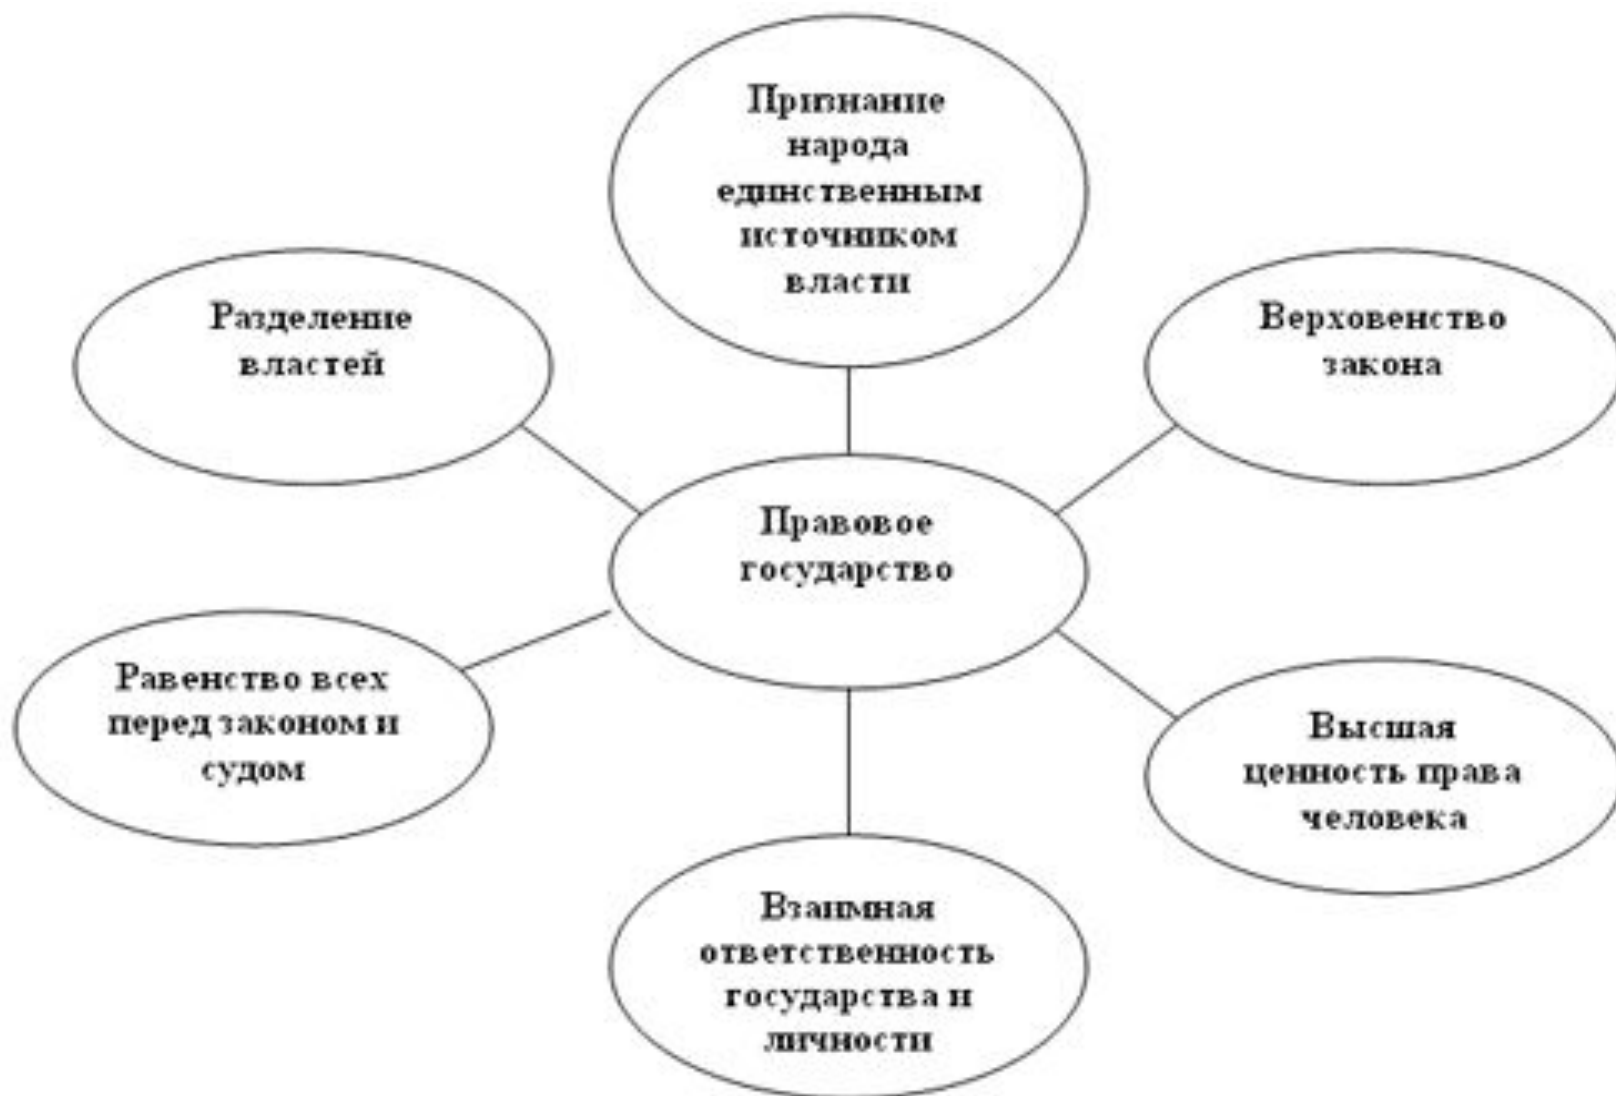 Признание
народа
единственным
источником
власти
Разделение
властей
Верховенство
закона
Правовое
государство
Равенство всех
перед законом и
судом
Высшая
ценность права
человека
Взаимная
ответственность
государства и
личности